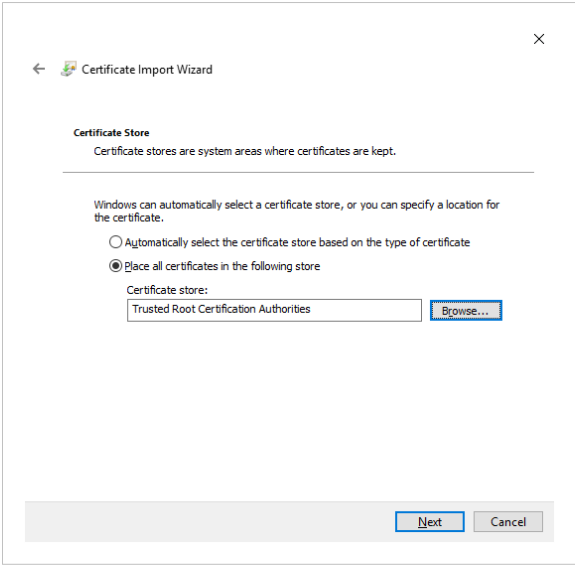 Certificate Import Wizard
Certificate Store
Certificate stores are system areas where certificates are kept.
Windows can automatically select a certificate store, or you can specify a location for
the certificate.
Automatically select the certificate store based on the type of certificate
Place all certificates in the following store
Certificate store:
Trusted Root Certification Authorities
Browse...
Next
Cancel